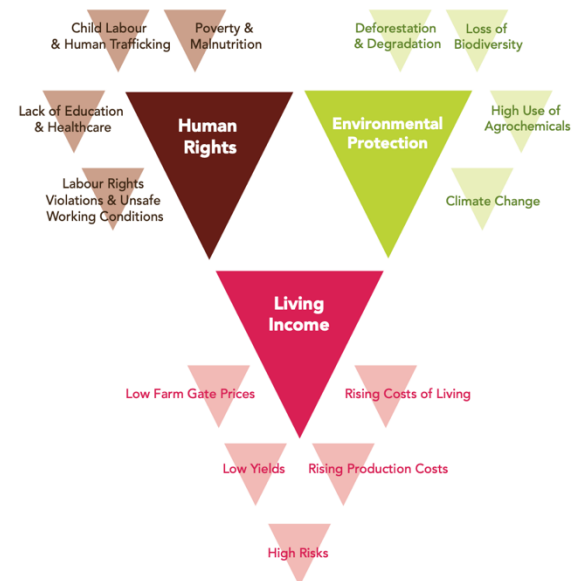 Child Labour
& Human Trafficking
Poverty &
Malnutrition
Deforestation
& Degradation
Loss of
Biodiversity
Lack of Education
& Healthcare
Human
Rights
Environmental
Protection
High Use of
Agrochemicals
Labour Rights
Violations & Unsafe
Working Conditions
Climate Change
Living
Income
Low Farm Gate Prices
Rising Costs of Living
Low Yields
Rising Production Costs
High Risks